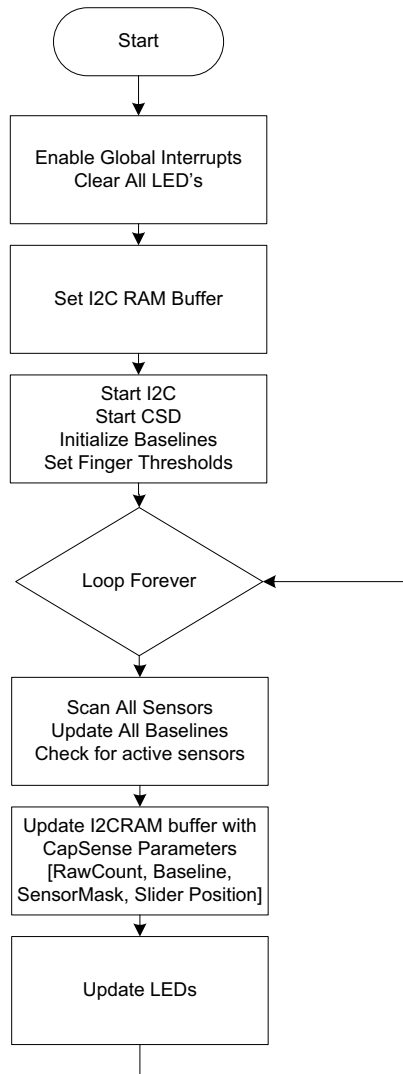 Start
Enable Global Interrupts
Clear All LED's
Set I2C RAM Buffer
Start I2C
Start CSD
Initialize Baselines
Set Finger Thresholds
Loop Forever
Scan All Sensors
Update All Baselines
Check for active sensors
Update I2CRAM buffer with
CapSense Parameters
[RawCount, Baseline,
SensorMask, Slider Position]
Update LEDs